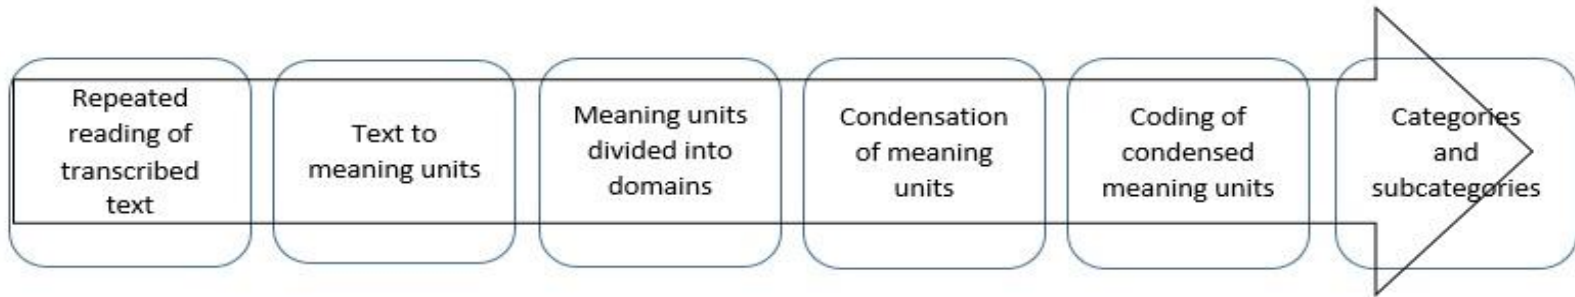 Repeated
reading of
transcribed
text
Text to
meaning units
Meaning units
divided into
domains
Condensation
of meaning
units
Coding of
condensed
meaning units
Categories
and
subcategories